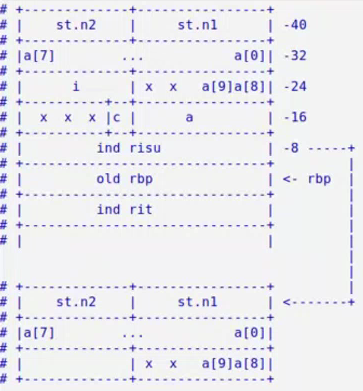 # +-------------+-------------+
# |    st.n2    |    st.n1    | -40
# +-------------+-------------+
# |a[7]        ...        a[0]| -32
# +-------------+-------------+
# |      i      | x  x  a[9]a[8]| -24
# +----------+--+-------------+
# |  x  x  x |c |      a      | -16
# +----------+--+-------------+
# |         ind risu          | -8 -----+
# +---------------------------+         |
# |         old rbp           | <- rbp  |
# +---------------------------+         |
# |         ind rit           |         |
# +---------------------------+         |
# |                           |         |
|
|
# +-------------+-------------+         |
# |    st.n2    |    st.n1    | <-------+
# +-------------+-------------+
# |a[7]        ...        a[0]|
# +-------------+-------------+
# |             | x  x  a[9]a[8]|
# +-------------+-------------+